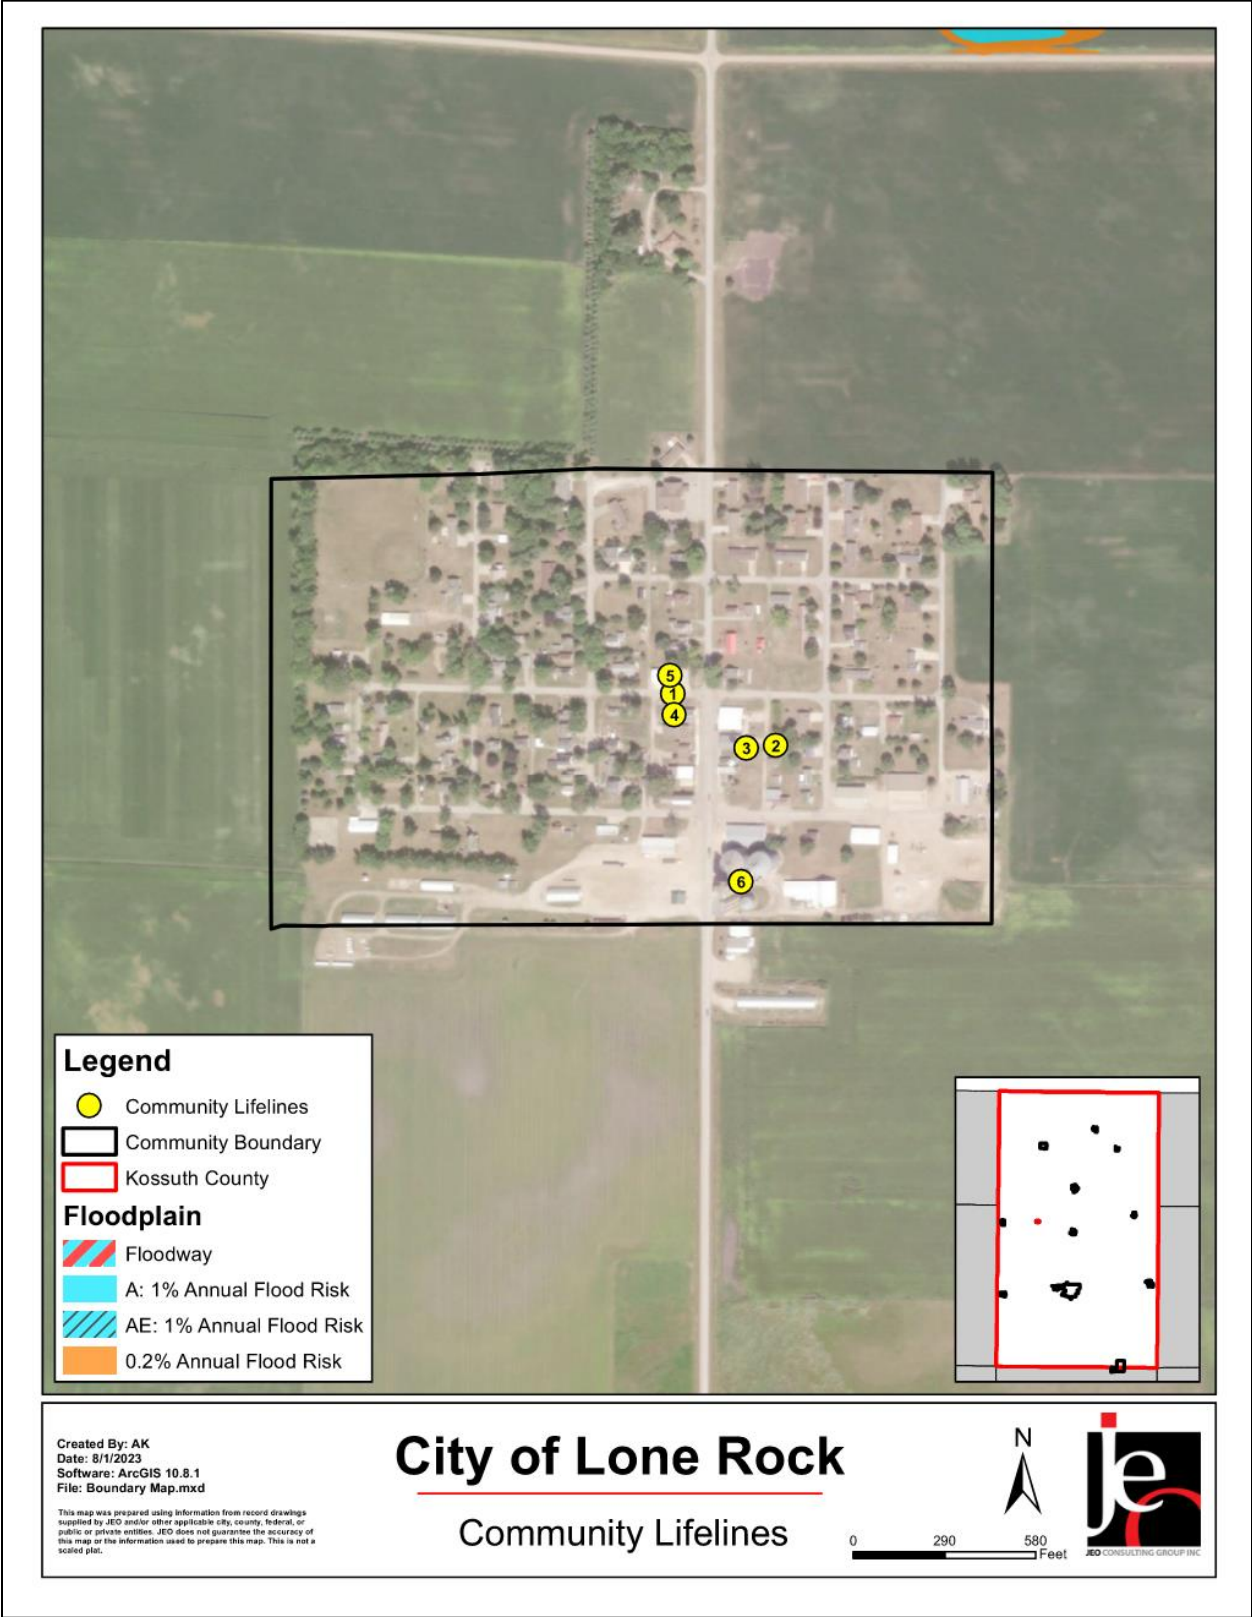 5
1
4
3
2
6
Legend
Community Lifelines
Community Boundary
Kossuth County
Floodplain
Floodway
A: 1% Annual Flood Risk
AE: 1% Annual Flood Risk
0.2% Annual Flood Risk
Created By: AK
Date: 8/1/2023
Software: ArcGIS 10.8.1
File: Boundary Map.mxd
This map was prepared using information from record drawings
supplied by JEO and/or other applicable city, county, federal, or
public or private entities. JEO does not guarantee the accuracy of
this map or the information used to prepare this map. This is not a
scaled plat.
City of Lone Rock
Community Lifelines
N
0 290 580
Feet
jeo
JEO CONSULTING GROUP INC